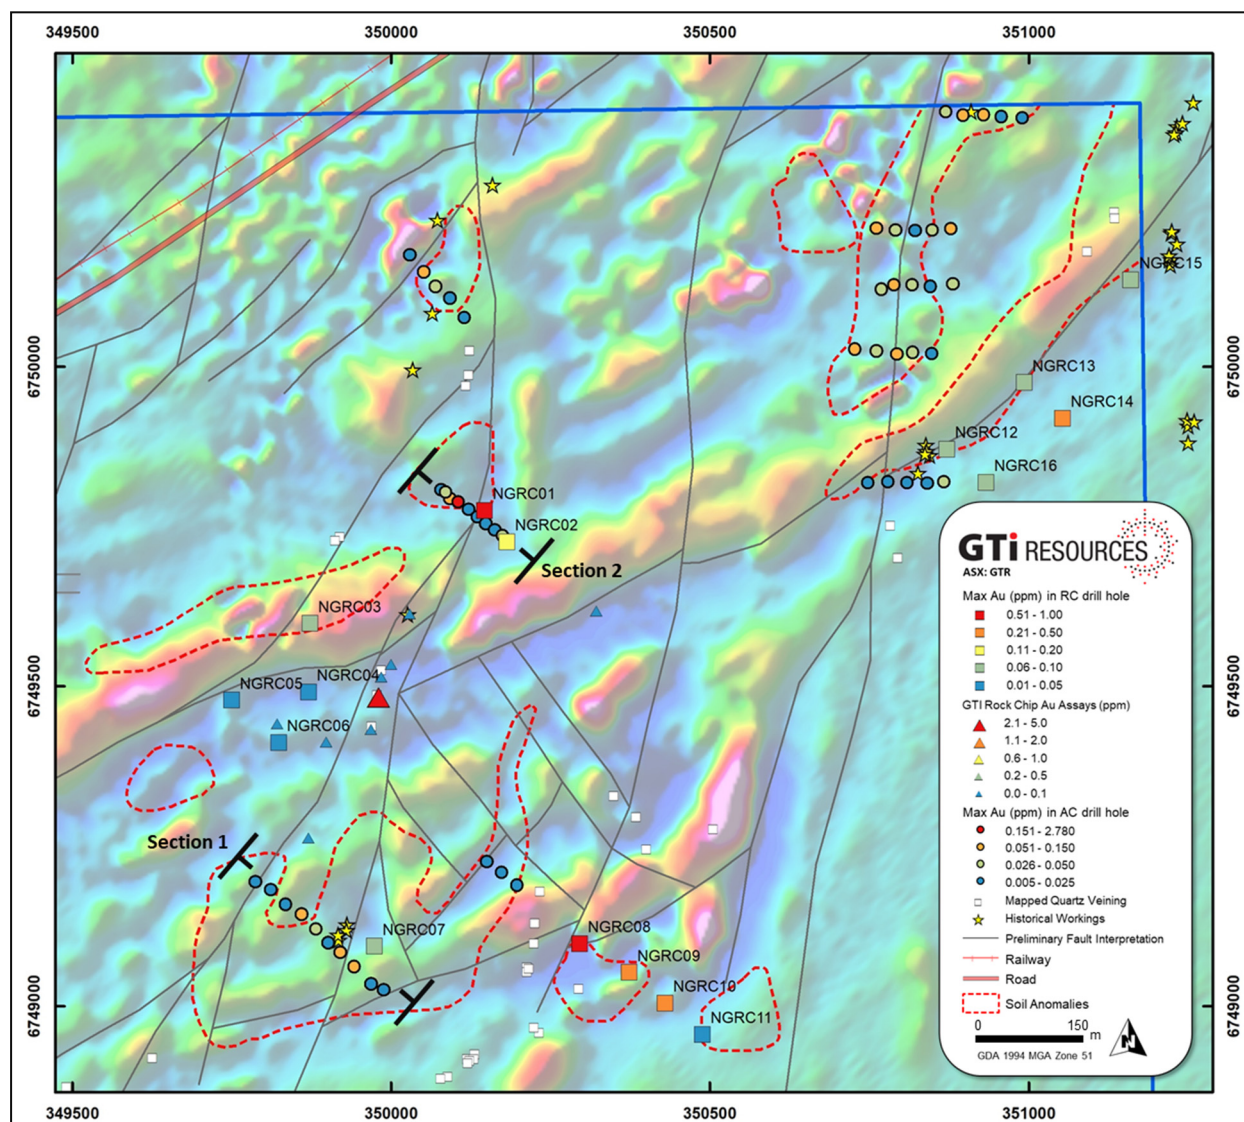 349500 350000 350500 351000
NGRC15
6750000
6750000
NGRC13
NGRC14
NGRC12
NGRC16
NGRC01
NGRC02
Section 2
NGRC03
NGRC04
NGRC05
6749500
6749500
NGRC06
Section 1
NGRC07
NGRC08
NGRC09
NGRC10
NGRC11
6749000
6749000
GTi RESOURCES
ASX: GTR
Max Au (ppm) in RC drill hole
0.51 - 1.00
0.21 - 0.50
0.11 - 0.20
0.06 - 0.10
0.01 - 0.05
GTI Rock Chip Au Assays (ppm)
2.1 - 5.0
1.1 - 2.0
0.6 - 1.0
0.2 - 0.5
0.0 - 0.1
Max Au (ppm) in AC drill hole
0.151 - 2.780
0.051 - 0.150
0.026 - 0.050
0.005 - 0.025
Mapped Quartz Veining
Historical Workings
Preliminary Fault Interpretation
Railway
Road
Soil Anomalies
0 150
m
N
GDA 1994 MGA Zone 51
349500 350000 350500 351000